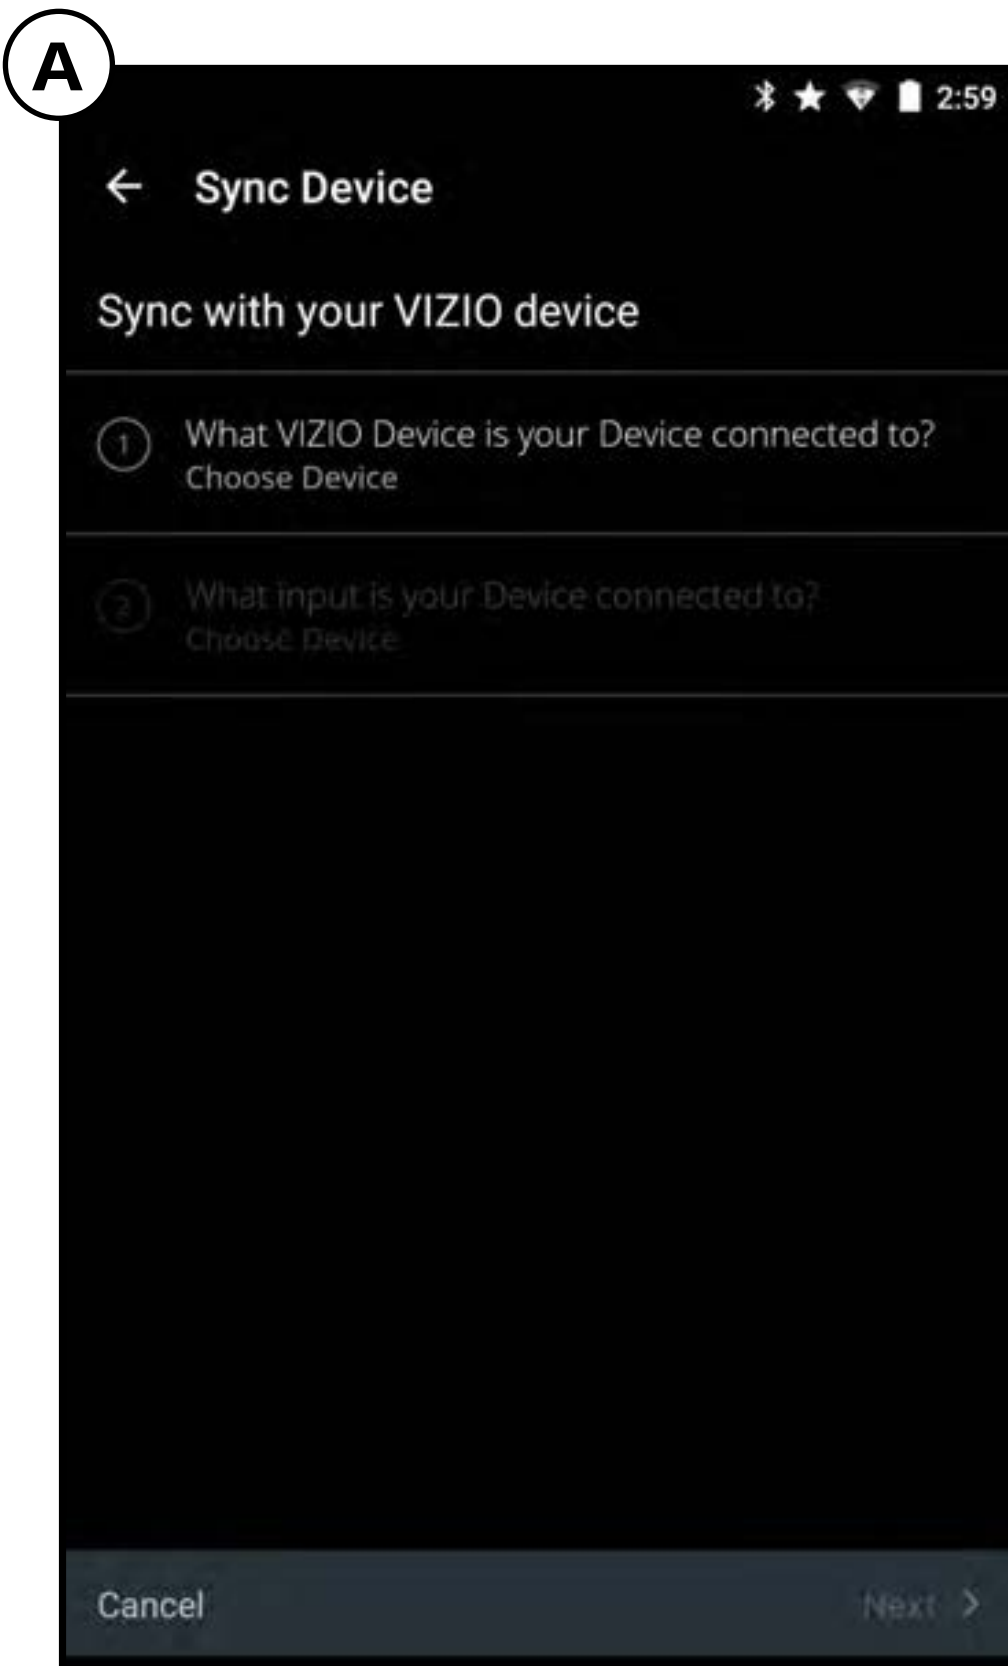 A
2:59
Sync Device
Sync with your VIZIO device
1
What VIZIO Device is your Device connected to?
Choose Device
2
What input is your Device connected to?
Choose Device
Cancel
Next